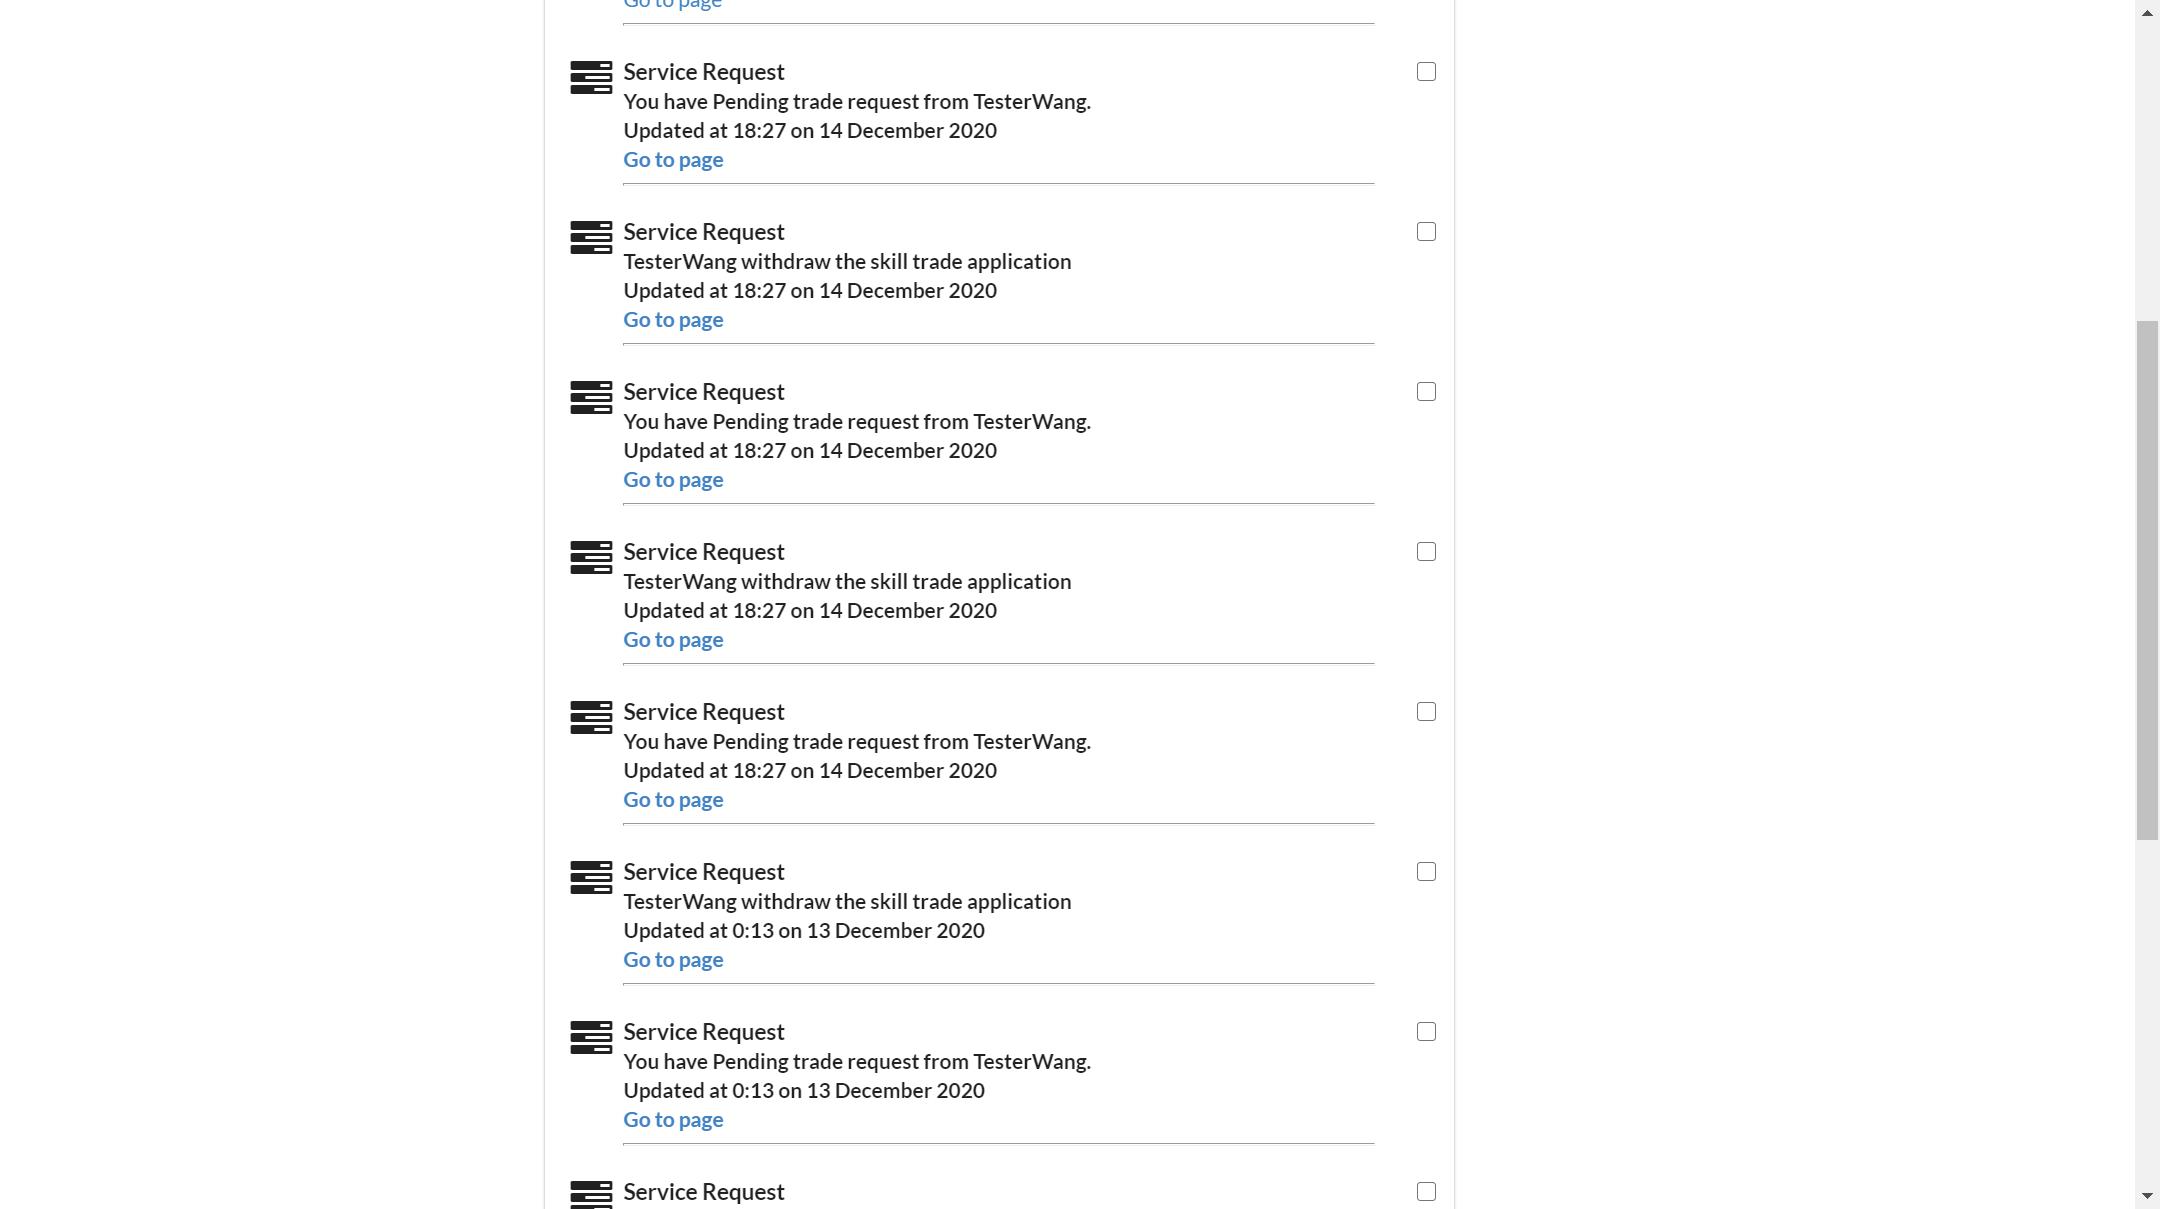 Go to page
Service Request
You have Pending trade request from TesterWang.
Updated at 18:27 on 14 December 2020
Go to page
Service Request
TesterWang withdraw the skill trade application
Updated at 18:27 on 14 December 2020
Go to page
Service Request
You have Pending trade request from TesterWang.
Updated at 18:27 on 14 December 2020
Go to page
Service Request
TesterWang withdraw the skill trade application
Updated at 18:27 on 14 December 2020
Go to page
Service Request
You have Pending trade request from TesterWang.
Updated at 18:27 on 14 December 2020
Go to page
Service Request
TesterWang withdraw the skill trade application
Updated at 0:13 on 13 December 2020
Go to page
Service Request
You have Pending trade request from TesterWang.
Updated at 0:13 on 13 December 2020
Go to page
Service Request